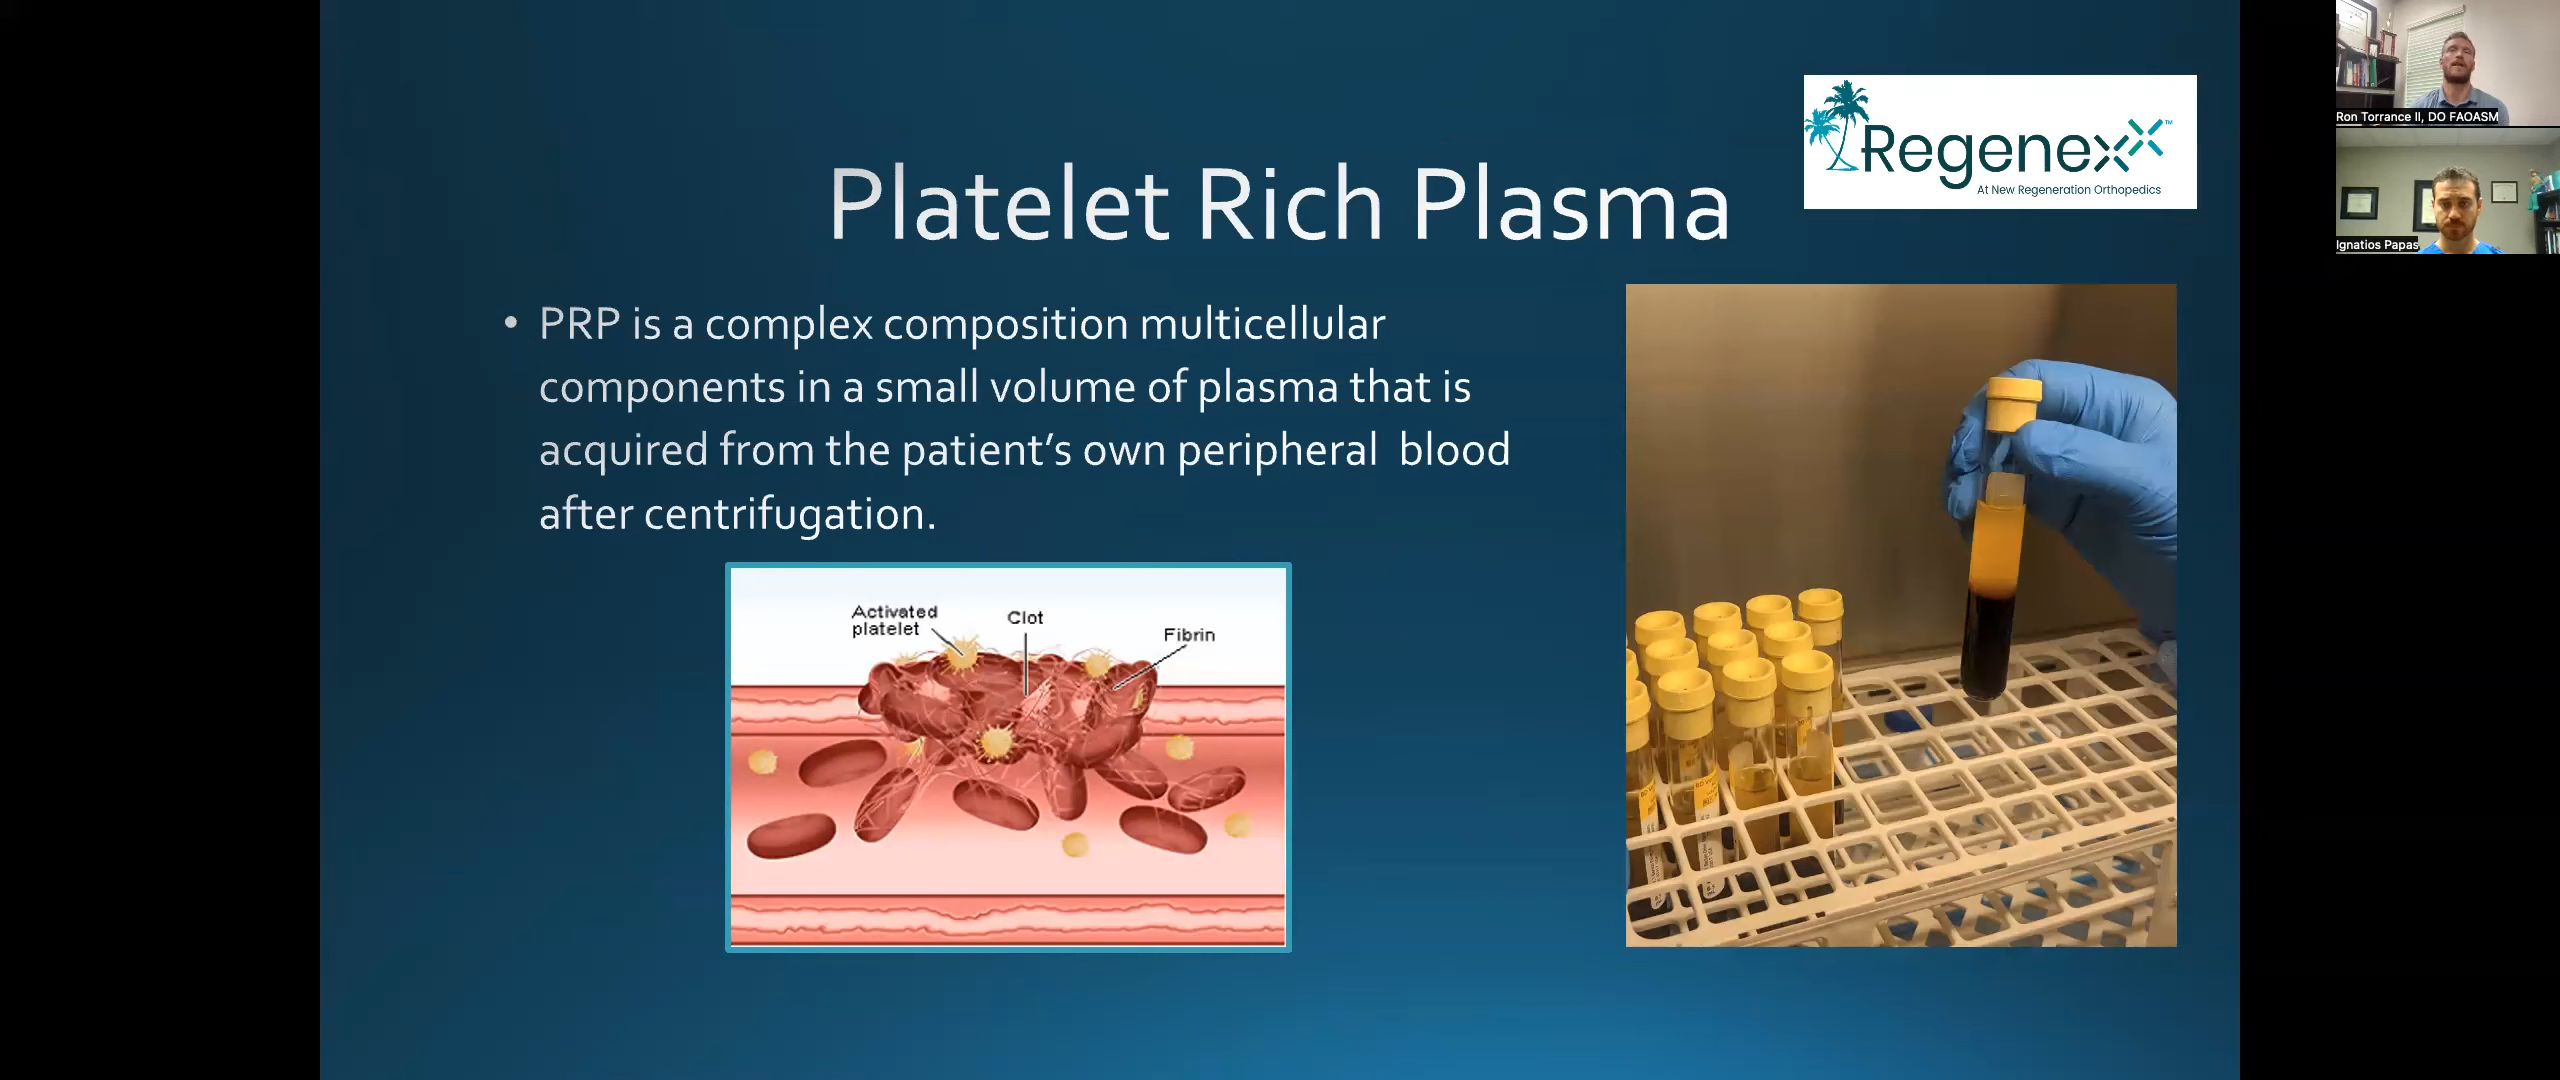 Platelet Rich Plasma
Regenexx™
At New Regeneration Orthopedics
• PRP is a complex composition multicellular
components in a small volume of plasma that is
acquired from the patient’s own peripheral  blood
after centrifugation.
Activated
platelet
Clot
Fibrin
Ron Torrance II, DO FAOASM
Ignatios Papas